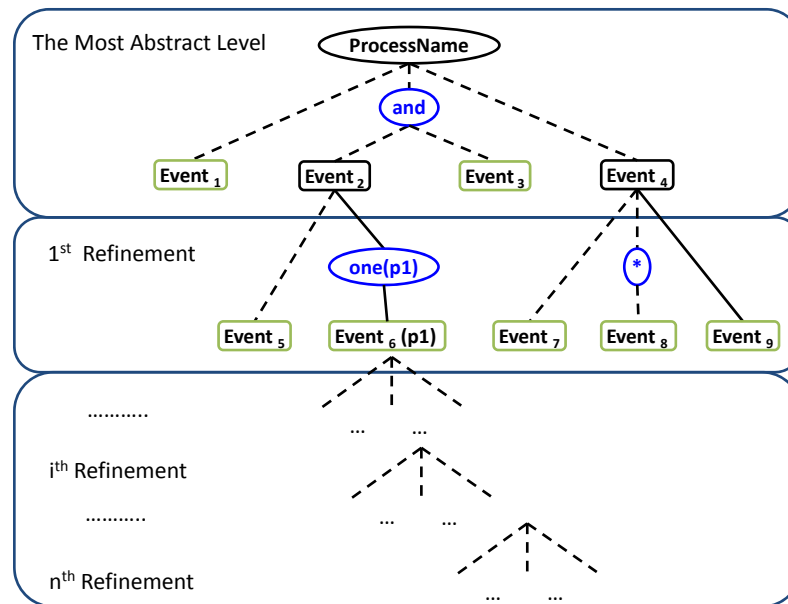 The Most Abstract Level
ProcessName
and
Event 1
Event 2
Event 3
Event 4
1st Refinement
one(p1)
*
Event 5
Event 6 (p1)
Event 7
Event 8
Event 9
………..
... ...
ith Refinement
………..
... ...
nth Refinement
... ...